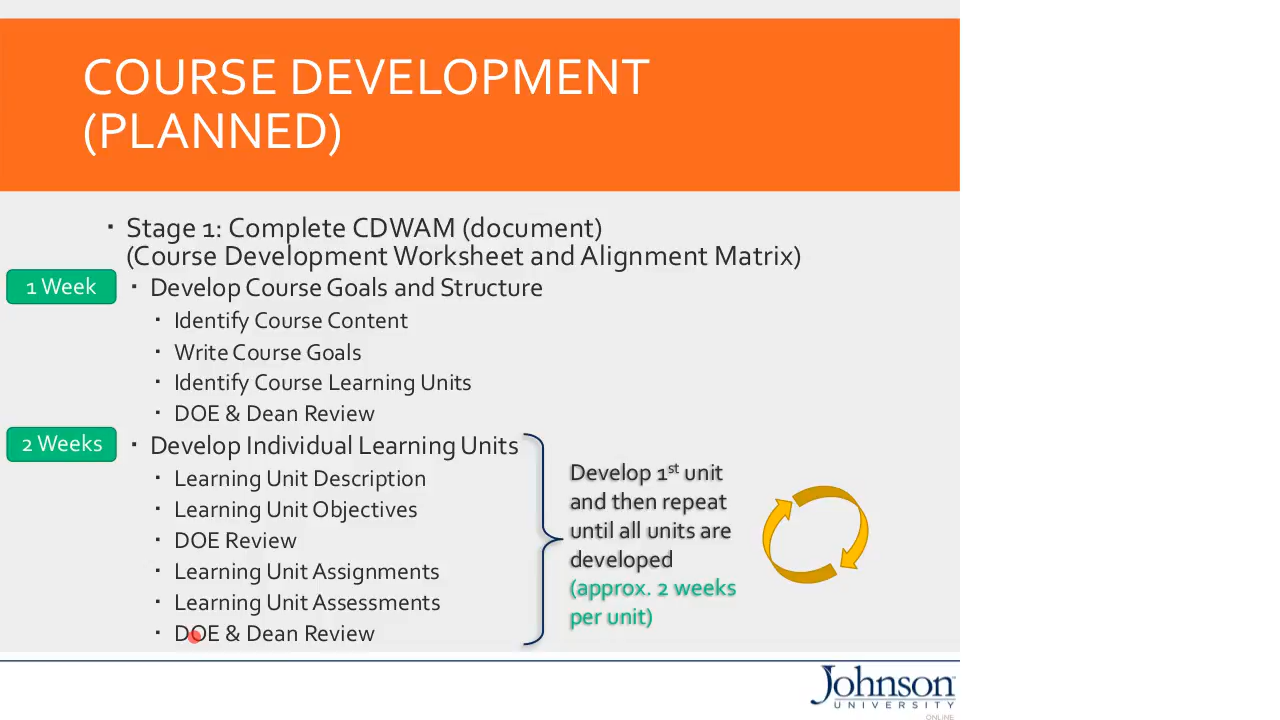 COURSE DEVELOPMENT
(PLANNED)
▪ Stage 1: Complete CDWAM (document)
(Course Development Worksheet and Alignment Matrix)
1 Week
▪ Develop Course Goals and Structure
▪ Identify Course Content
▪ Write Course Goals
▪ Identify Course Learning Units
▪ DOE & Dean Review
2 Weeks
▪ Develop Individual Learning Units
▪ Learning Unit Description
▪ Learning Unit Objectives
▪ DOE Review
▪ Learning Unit Assignments
▪ Learning Unit Assessments
▪ DOE & Dean Review
Develop 1st unit
and then repeat
until all units are
developed
(approx. 2 weeks
per unit)
Johnson
UNIVERSITY
ONLINE